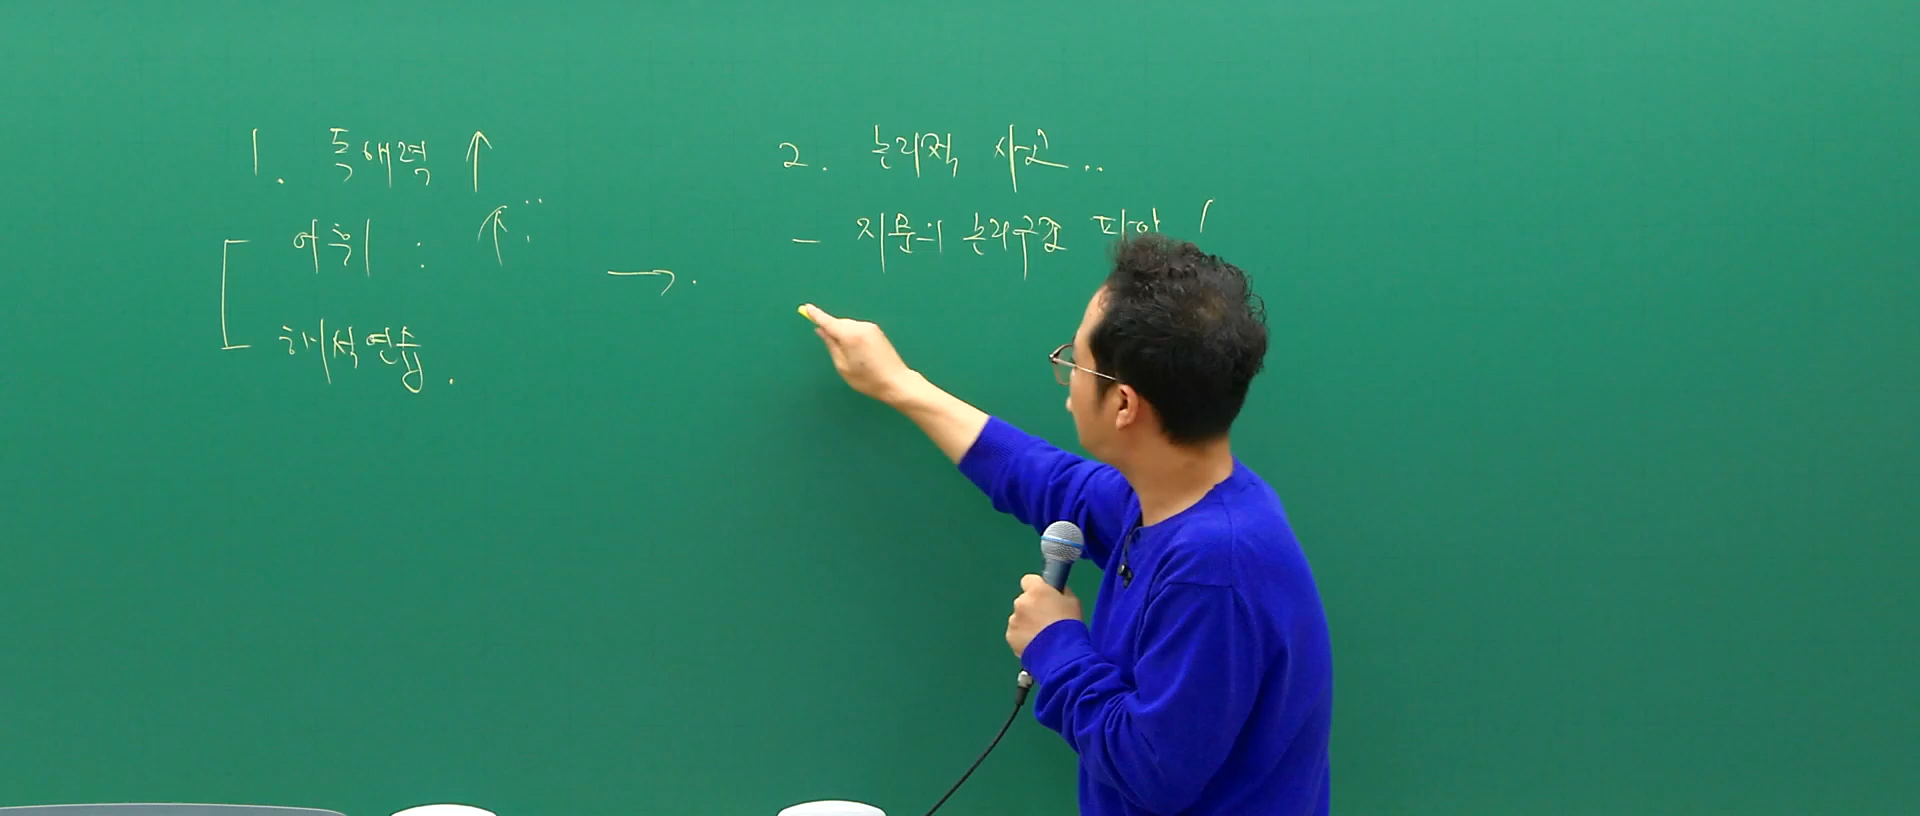 1. 독해력 ↑
어휘 : ↑
해석연습.
→.
2. 논리적 사고..
- 지문의 논리구조 파악